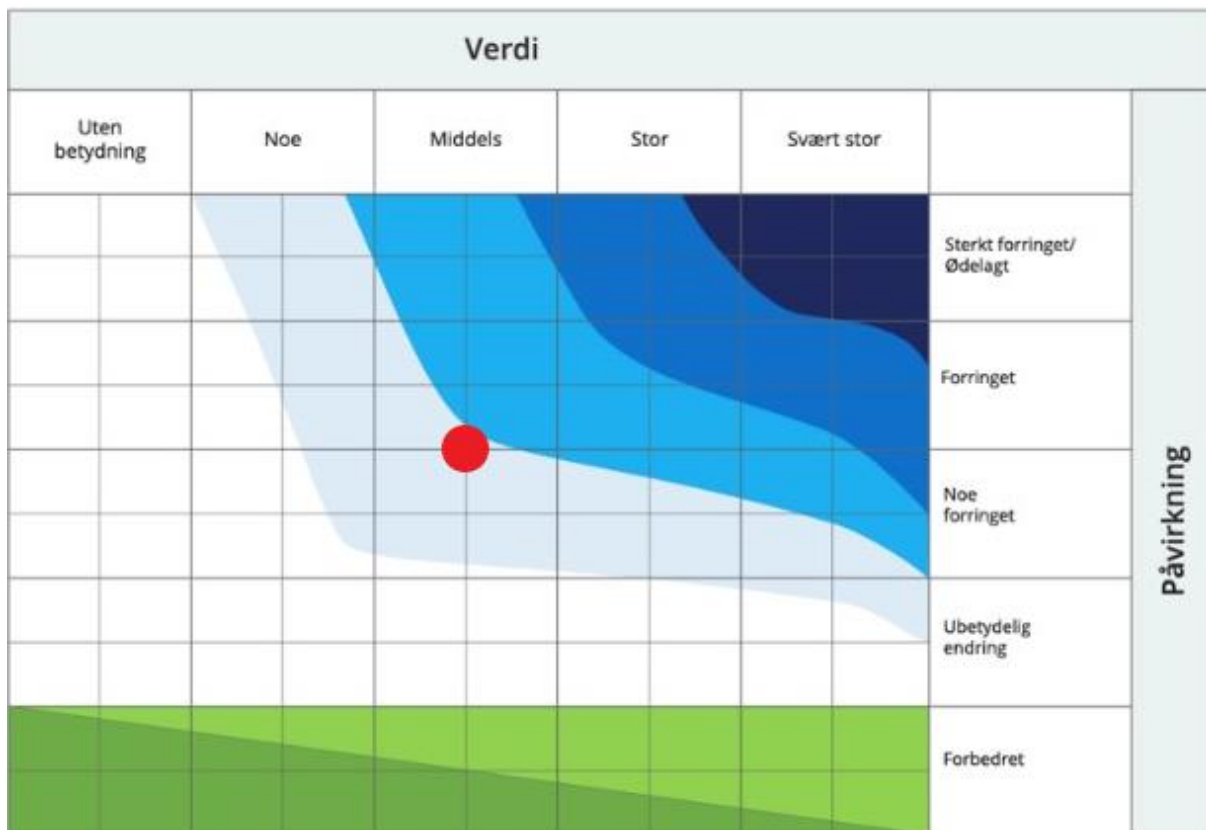 Verdi
Uten
betydning
Noe
Middels
Stor
Svært stor
Sterkt forringet/
Ødelagt
Forringet
Noe
forringet
Ubetydelig
endring
Forbedret
Påvirkning